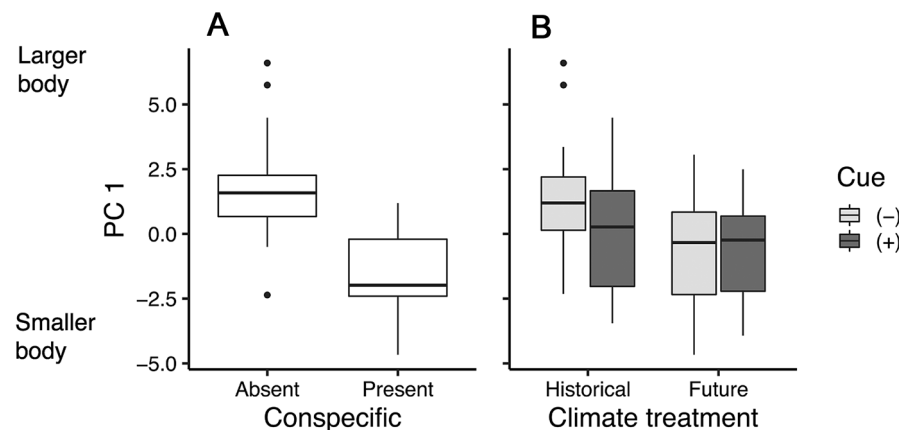 A
B
Larger
body
Smaller
body
PC 1
5.0
2.5
0.0
−2.5
−5.0
Absent
Present
Conspecific
Historical
Future
Climate treatment
Cue
(−)
(+)